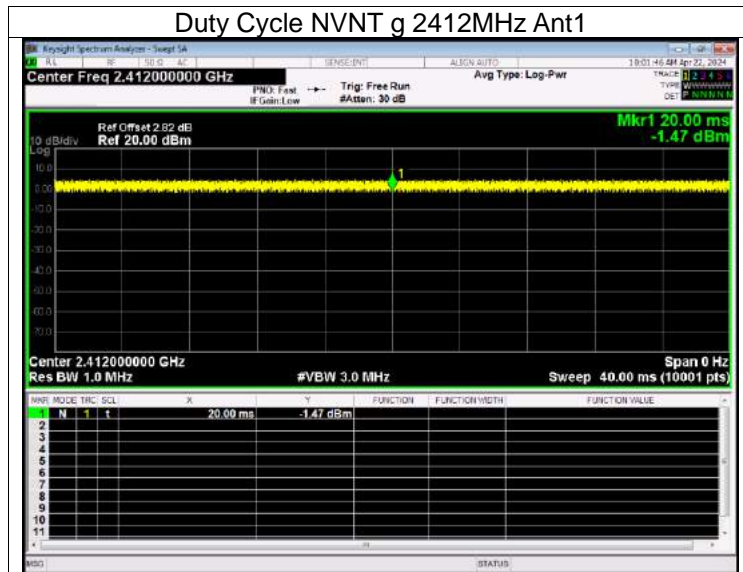 Duty Cycle NVNT g 2412MHz Ant1
Keysight Spectrum Analyzer - Swept SA
RL RF 50 Ω AC SENSE:INT ALIGN AUTO 10:01:46 AM Apr 22, 2024
Center Freq 2.412000000 GHz
PNO: Fast Trig: Free Run
IFGain:Low #Atten: 30 dB
Avg Type: Log-Pwr
TRACE 1 2 3 4 5 6
TYPE WWWWWW
DET P N N N N N
Mkr1 20.00 ms
-1.47 dBm
Ref Offset 2.82 dB
10 dB/div Ref 20.00 dBm
Log
10.0
0.00
-10.0
-20.0
-30.0
-40.0
-50.0
-60.0
-70.0
1
Center 2.412000000 GHz Span 0 Hz
Res BW 1.0 MHz #VBW 3.0 MHz Sweep 40.00 ms (10001 pts)
MKR MODE TRC SCL X Y FUNCTION FUNCTION WIDTH FUNCTION VALUE
1 N 1 t 20.00 ms -1.47 dBm
2
3
4
5
6
7
8
9
10
11
MSG STATUS